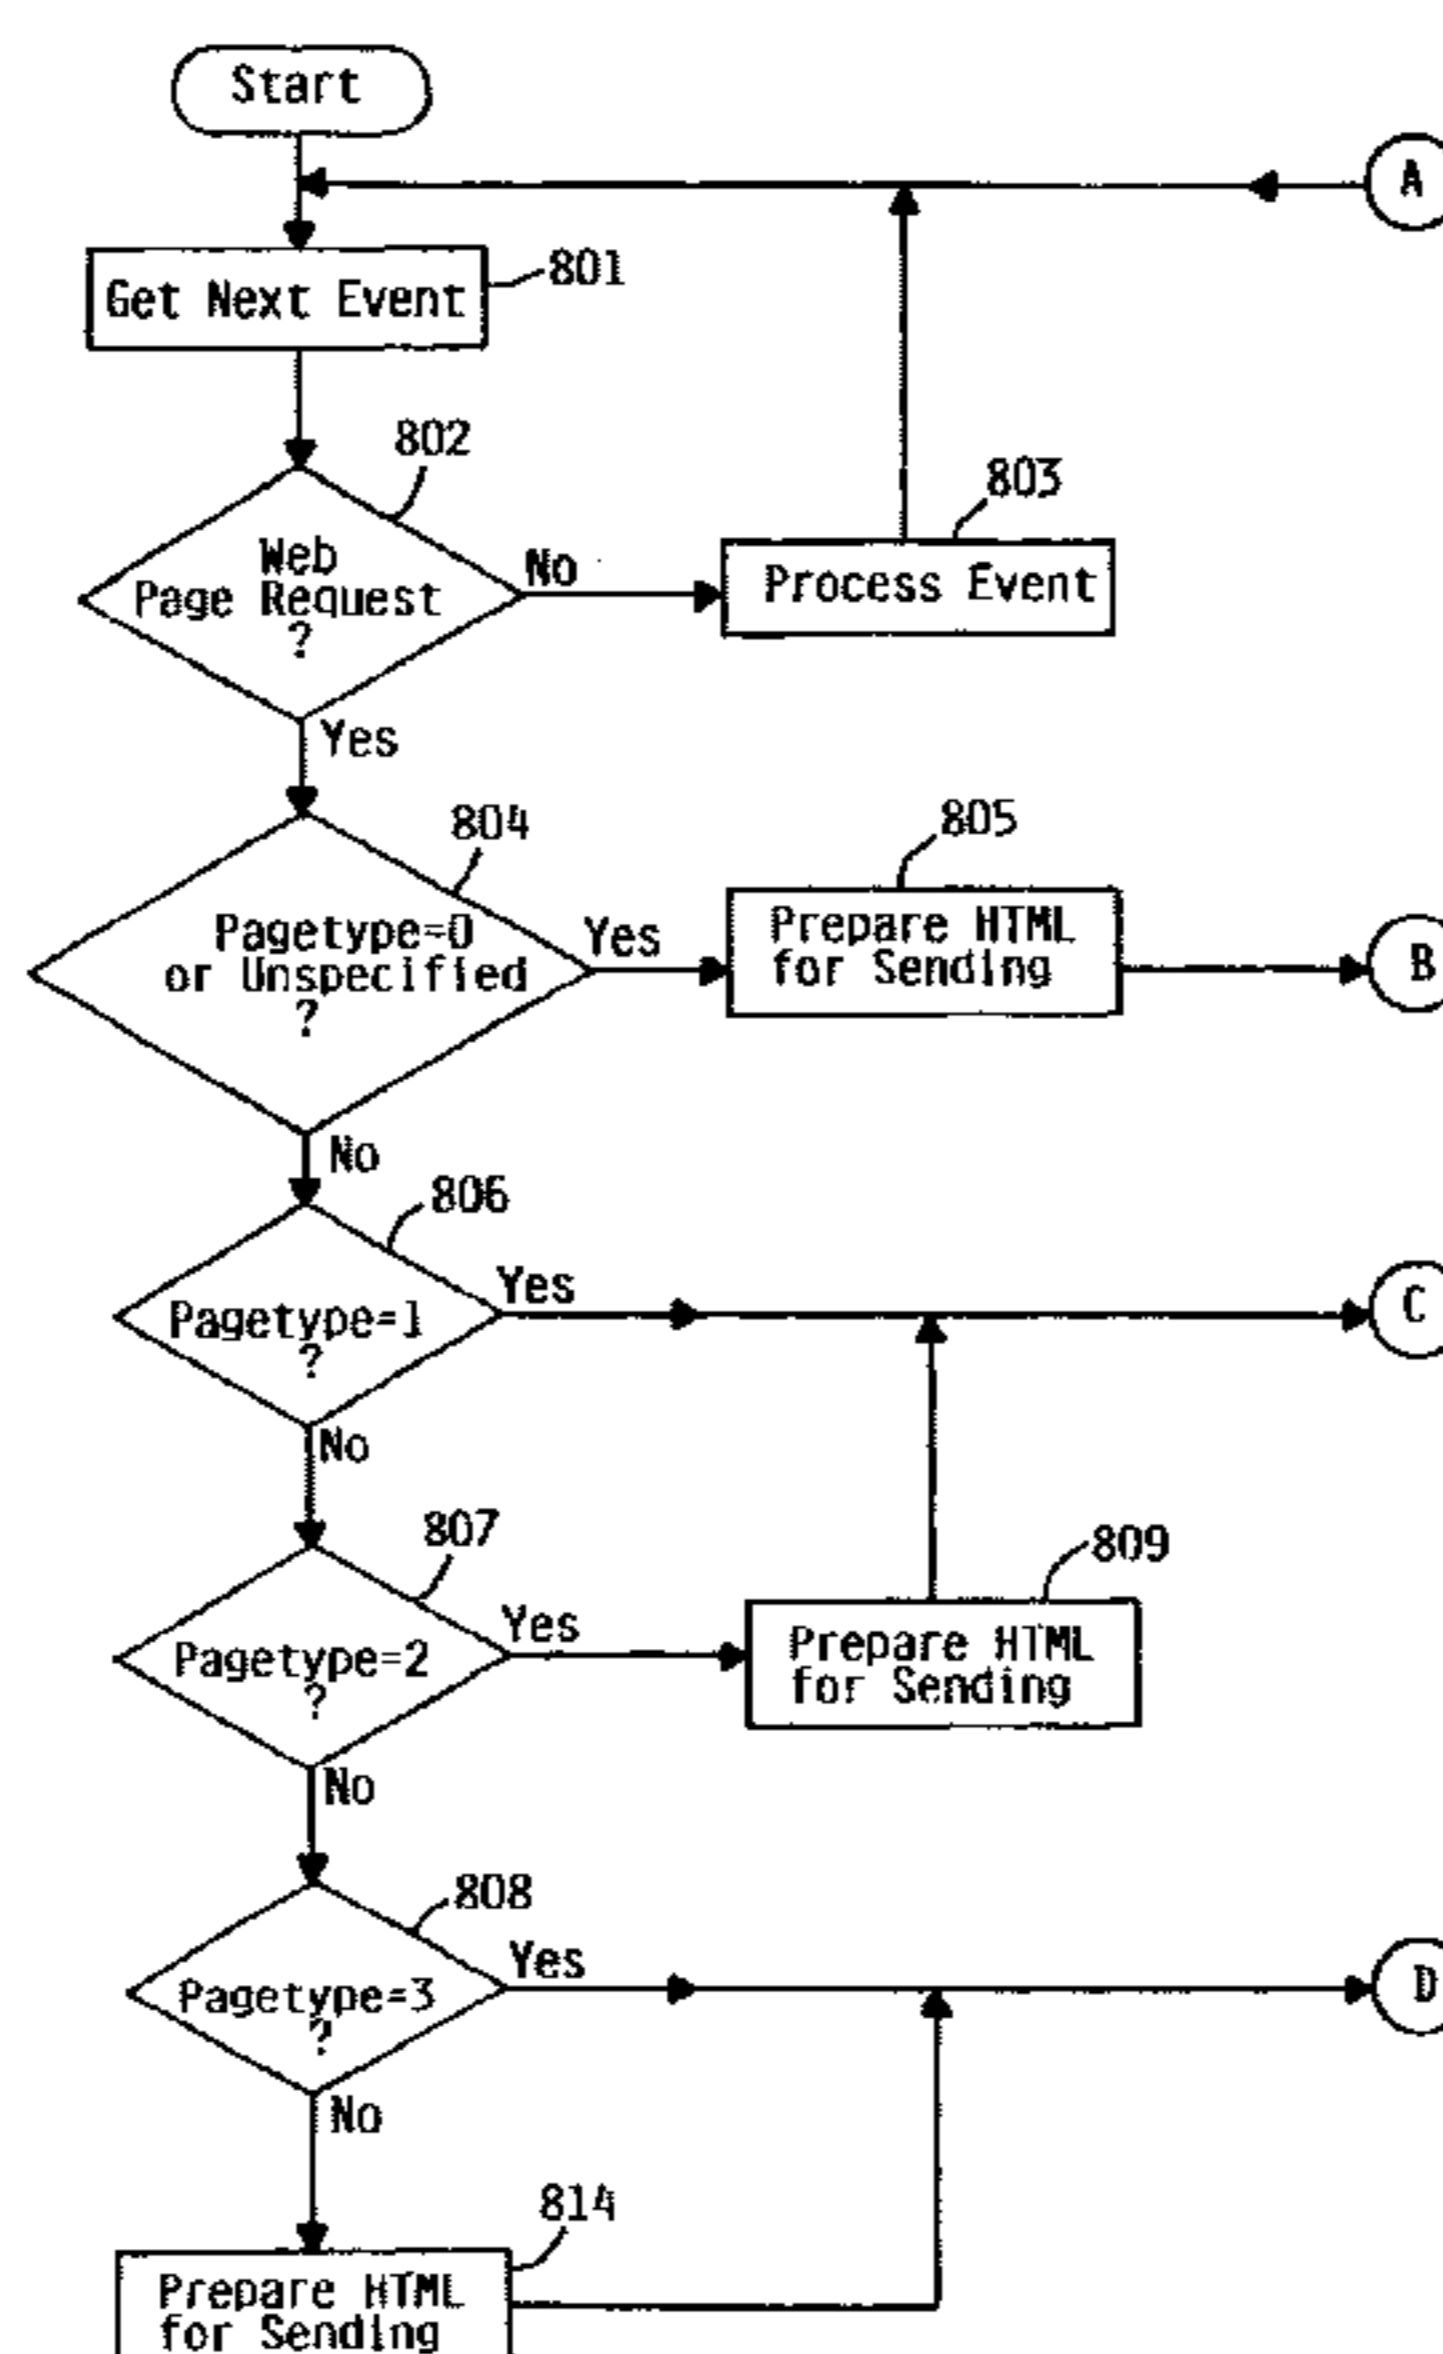 Start
A
Get Next Event
801
802
Web
Page Request
?
No
803
Process Event
Yes
804
Pagetype=0
or Unspecified
?
Yes
805
Prepare HTML
for Sending
B
No
806
Pagetype=1
?
Yes
C
No
807
Pagetype=2
?
Yes
809
Prepare HTML
for Sending
No
808
Pagetype=3
?
Yes
D
No
814
Prepare HTML
for Sending